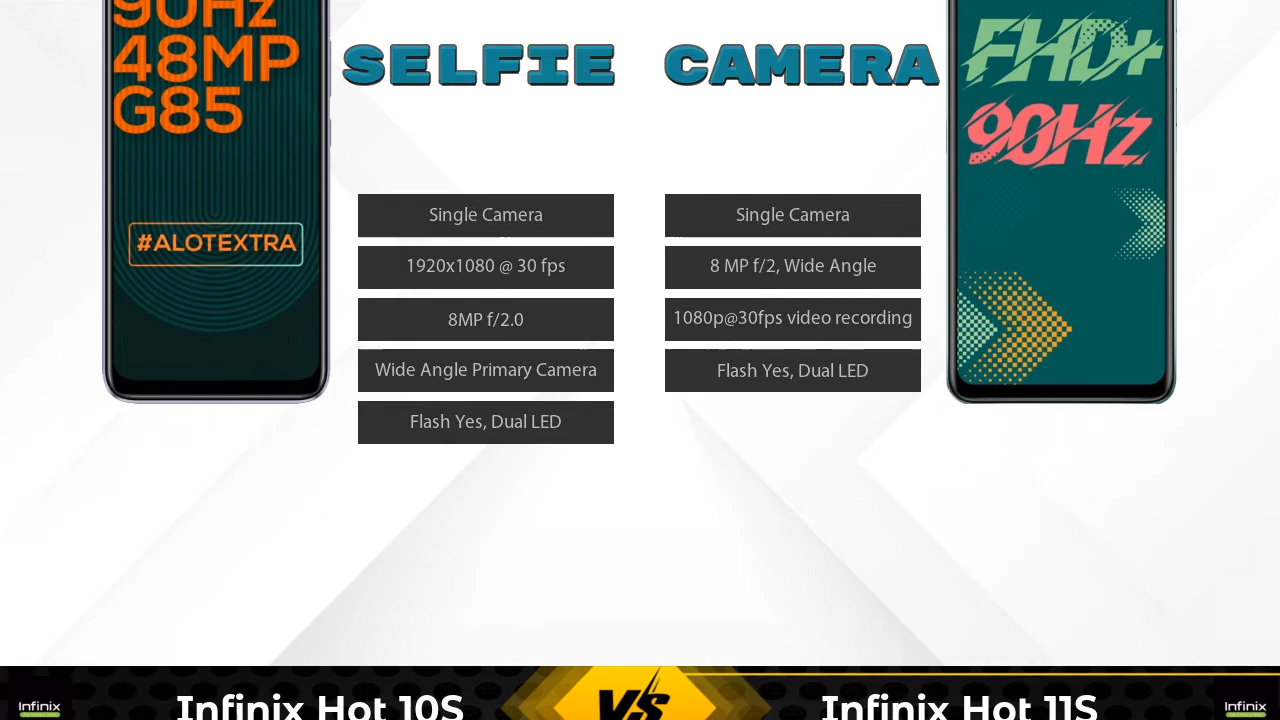 90Hz
48MP
G85
#ALOTEXTRA
SELFIE CAMERA
FHD+
90Hz
Single Camera
1920x1080 @ 30 fps
8MP f/2.0
Wide Angle Primary Camera
Flash Yes, Dual LED
Single Camera
8 MP f/2, Wide Angle
1080p@30fps video recording
Flash Yes, Dual LED
Infinix
Infinix Hot 10S
VS
Infinix Hot 11S
Infinix